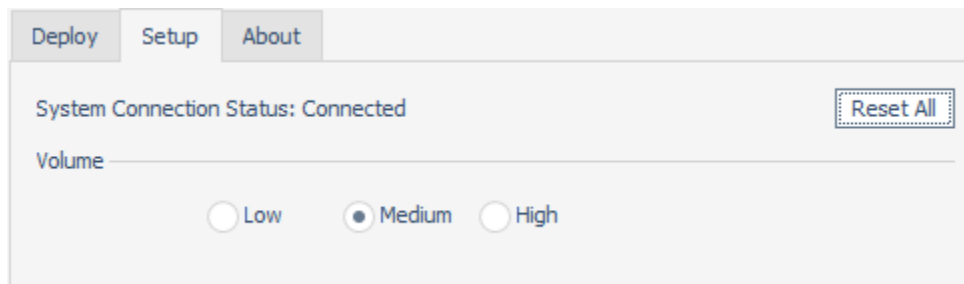 Deploy Setup About
System Connection Status: Connected Reset All
Volume
Low Medium High